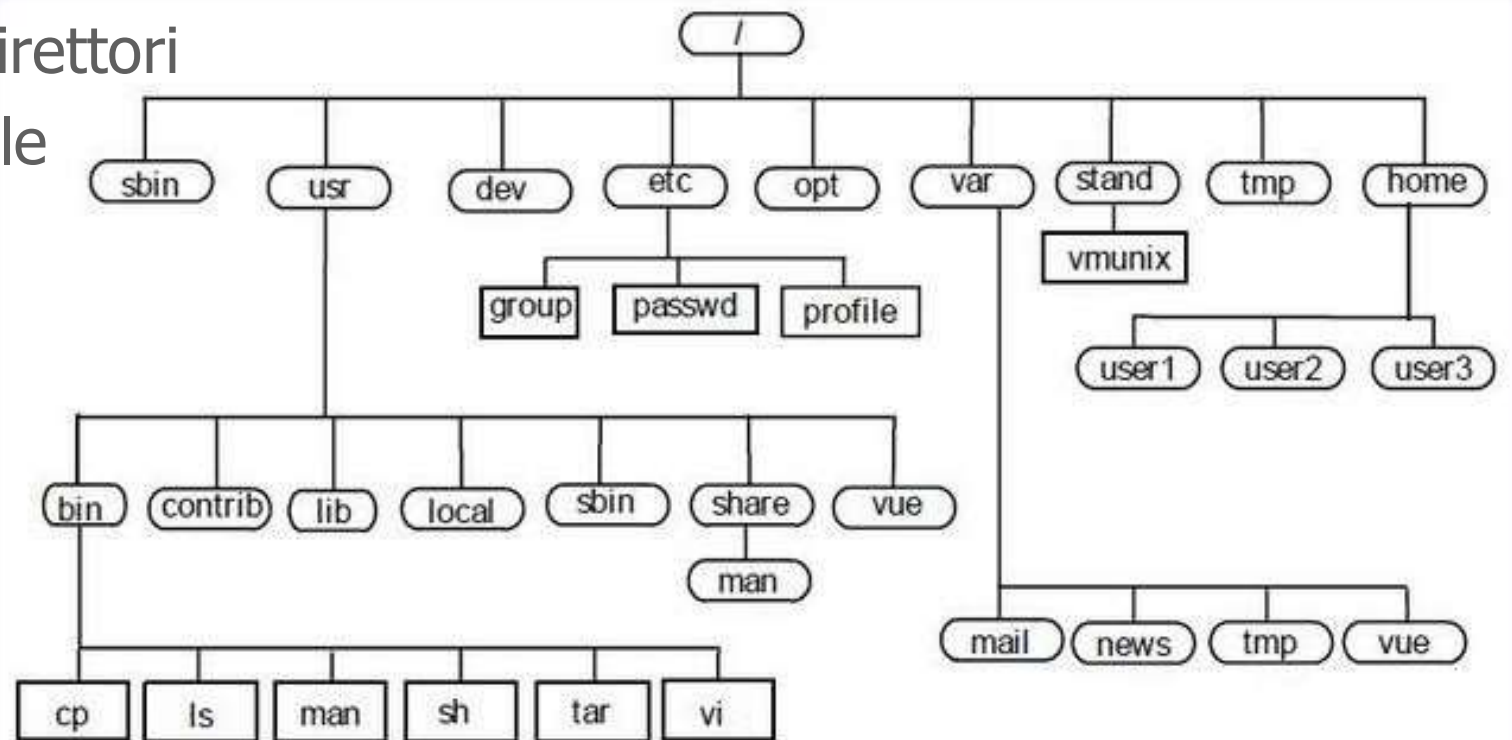 irettori
le
/
sbin usr dev etc opt var stand tmp home
vmunix
group passwd profile
user1 user2 user3
bin contrib lib local sbin share vue
man
mail news tmp vue
cp ls man sh tar vi